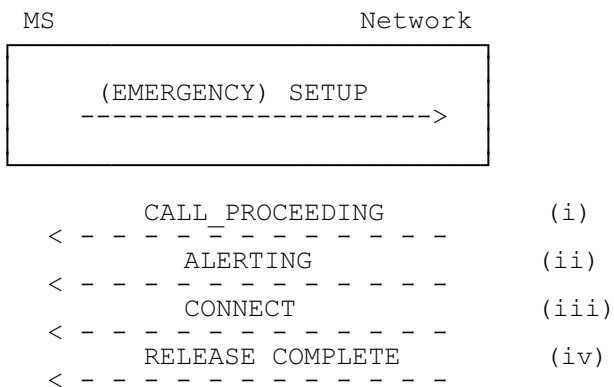 MS Network
(EMERGENCY) SETUP
CALL_PROCEEDING (i)
ALERTING (ii)
CONNECT (iii)
RELEASE COMPLETE (iv)